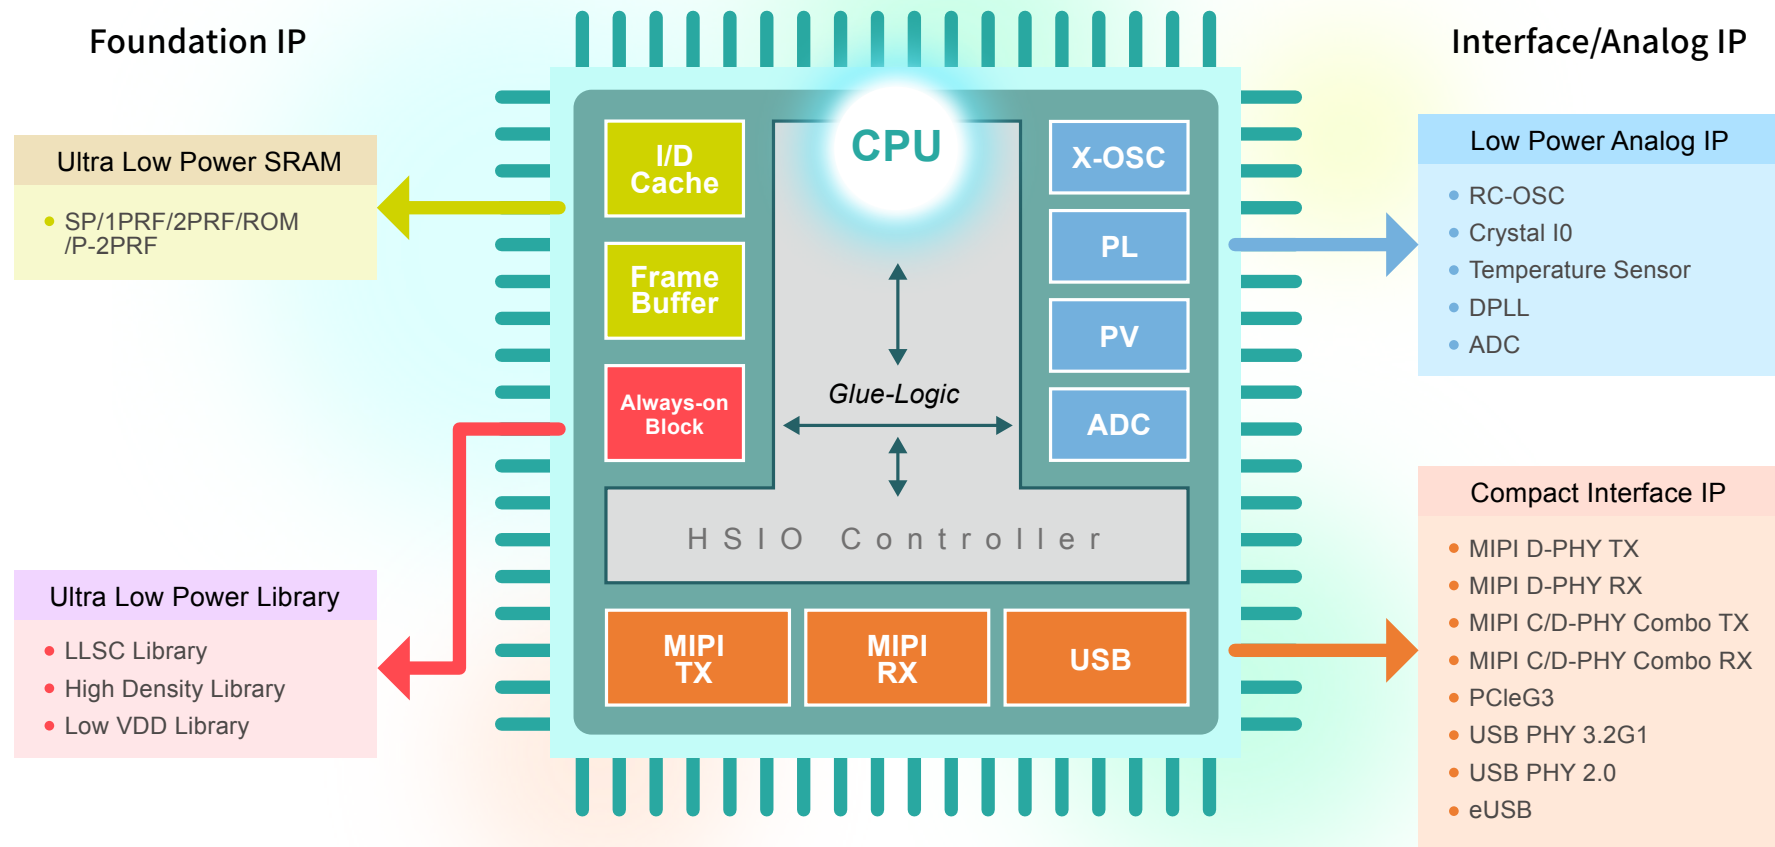 Foundation IP
Ultra Low Power SRAM
SP/1PRF/2PRF/ROM
/P-2PRF
Ultra Low Power Library
LLSC Library
High Density Library
Low VDD Library
I/D
Cache
Frame
Buffer
Always-on
Block
CPU
Glue-Logic
HSIO Controller
X-OSC
PL
PV
ADC
MIPI
TX
MIPI
RX
USB
Interface/Analog IP
Low Power Analog IP
RC-OSC
Crystal I0
Temperature Sensor
DPLL
ADC
Compact Interface IP
MIPI D-PHY TX
MIPI D-PHY RX
MIPI C/D-PHY Combo TX
MIPI C/D-PHY Combo RX
PCleG3
USB PHY 3.2G1
USB PHY 2.0
eUSB